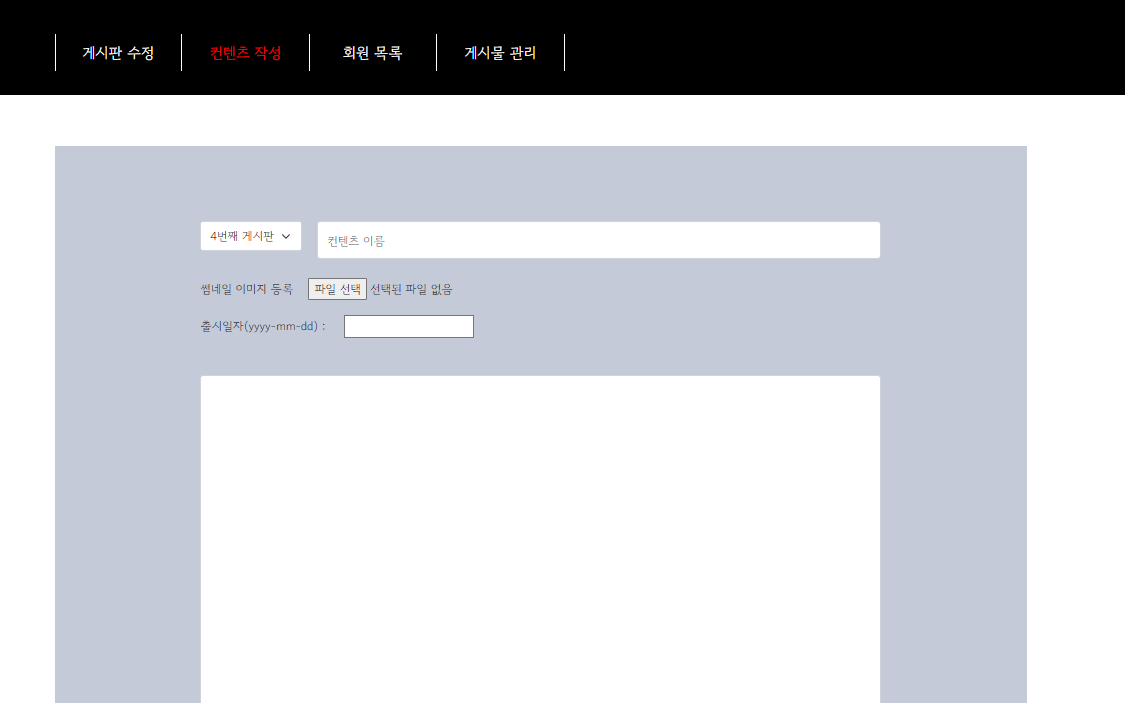 게시판 수정 컨텐츠 작성 회원 목록 게시물 관리
4번째 게시판 컨텐츠 이름
썸네일 이미지 등록 파일 선택 선택된 파일 없음
출시일자(yyyy-mm-dd) :